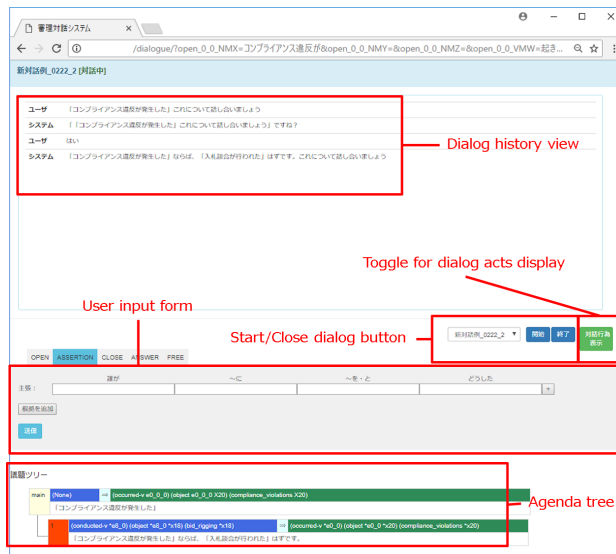 審理対話システム ×
/dialogue/?open_0_0_NMX=コンプライアンス違反が&open_0_0_NMY=&open_0_0_NMZ=&open_0_0_VMW=起き...
新対話例_0222_2 [対話中]
ユーザ 「コンプライアンス違反が発生した」これについて話し合いましょう
システム 「「コンプライアンス違反が発生した」これについて話し合いましょう」ですね？
ユーザ はい
システム 「コンプライアンス違反が発生した」ならば、「入札談合が行われた」はずです。これについて話し合いましょう
Dialog history view
Toggle for dialog acts display
User input form
Start/Close dialog button
新対話例_0222_2 開始 終了 対話行為
表示
OPEN ASSERTION CLOSE ANSWER FREE
誰が ～に ～を・と どうした
主張： +
根拠を追加
送信
議題ツリー
main (None) ⇒ (occurred-v e0_0_0) (object e0_0_0 X20) (compliance_violations X20)
「コンプライアンス違反が発生した」
Agenda tree
(conducted-v *e8_0) (object *e8_0 *x18) (bid_rigging *x18) ⇒ (occurred-v *e0_0) (object *e0_0 *x20) (compliance_violations *x20)
「コンプライアンス違反が発生した」ならば、「入札談合が行われた」はずです。